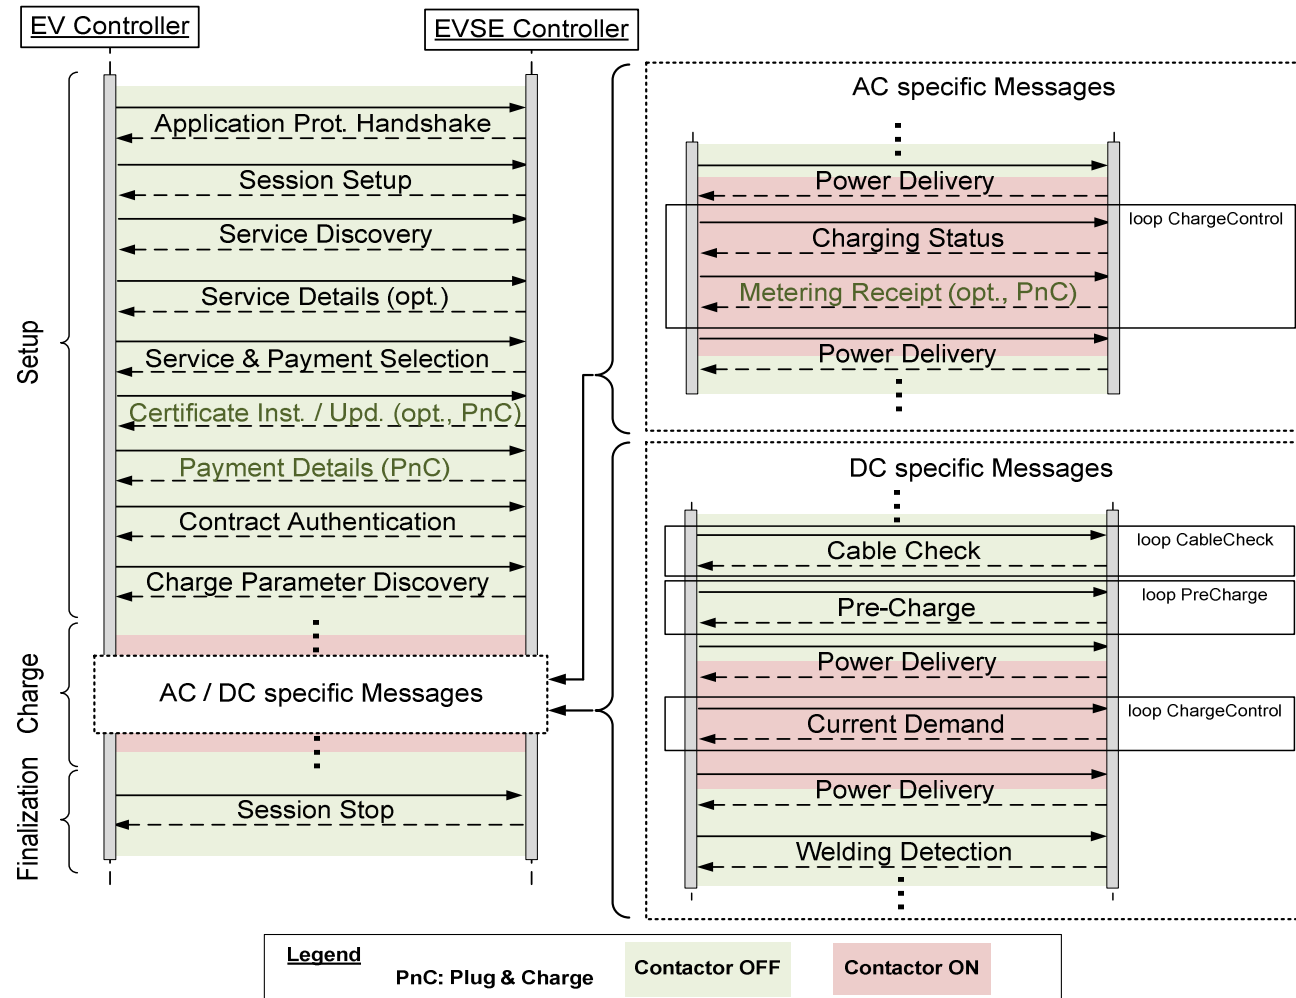 EV Controller
EVSE Controller
Setup
Application Prot. Handshake
Session Setup
Service Discovery
Service Details (opt.)
Service & Payment Selection
Certificate Inst. / Upd. (opt., PnC)
Payment Details (PnC)
Contract Authentication
Charge Parameter Discovery
Charge
AC / DC specific Messages
Finalization
Session Stop
AC specific Messages
Power Delivery
loop ChargeControl
Charging Status
Metering Receipt (opt., PnC)
Power Delivery
DC specific Messages
loop CableCheck
Cable Check
loop PreCharge
Pre-Charge
Power Delivery
loop ChargeControl
Current Demand
Power Delivery
Welding Detection
Legend
PnC: Plug & Charge
Contactor OFF
Contactor ON